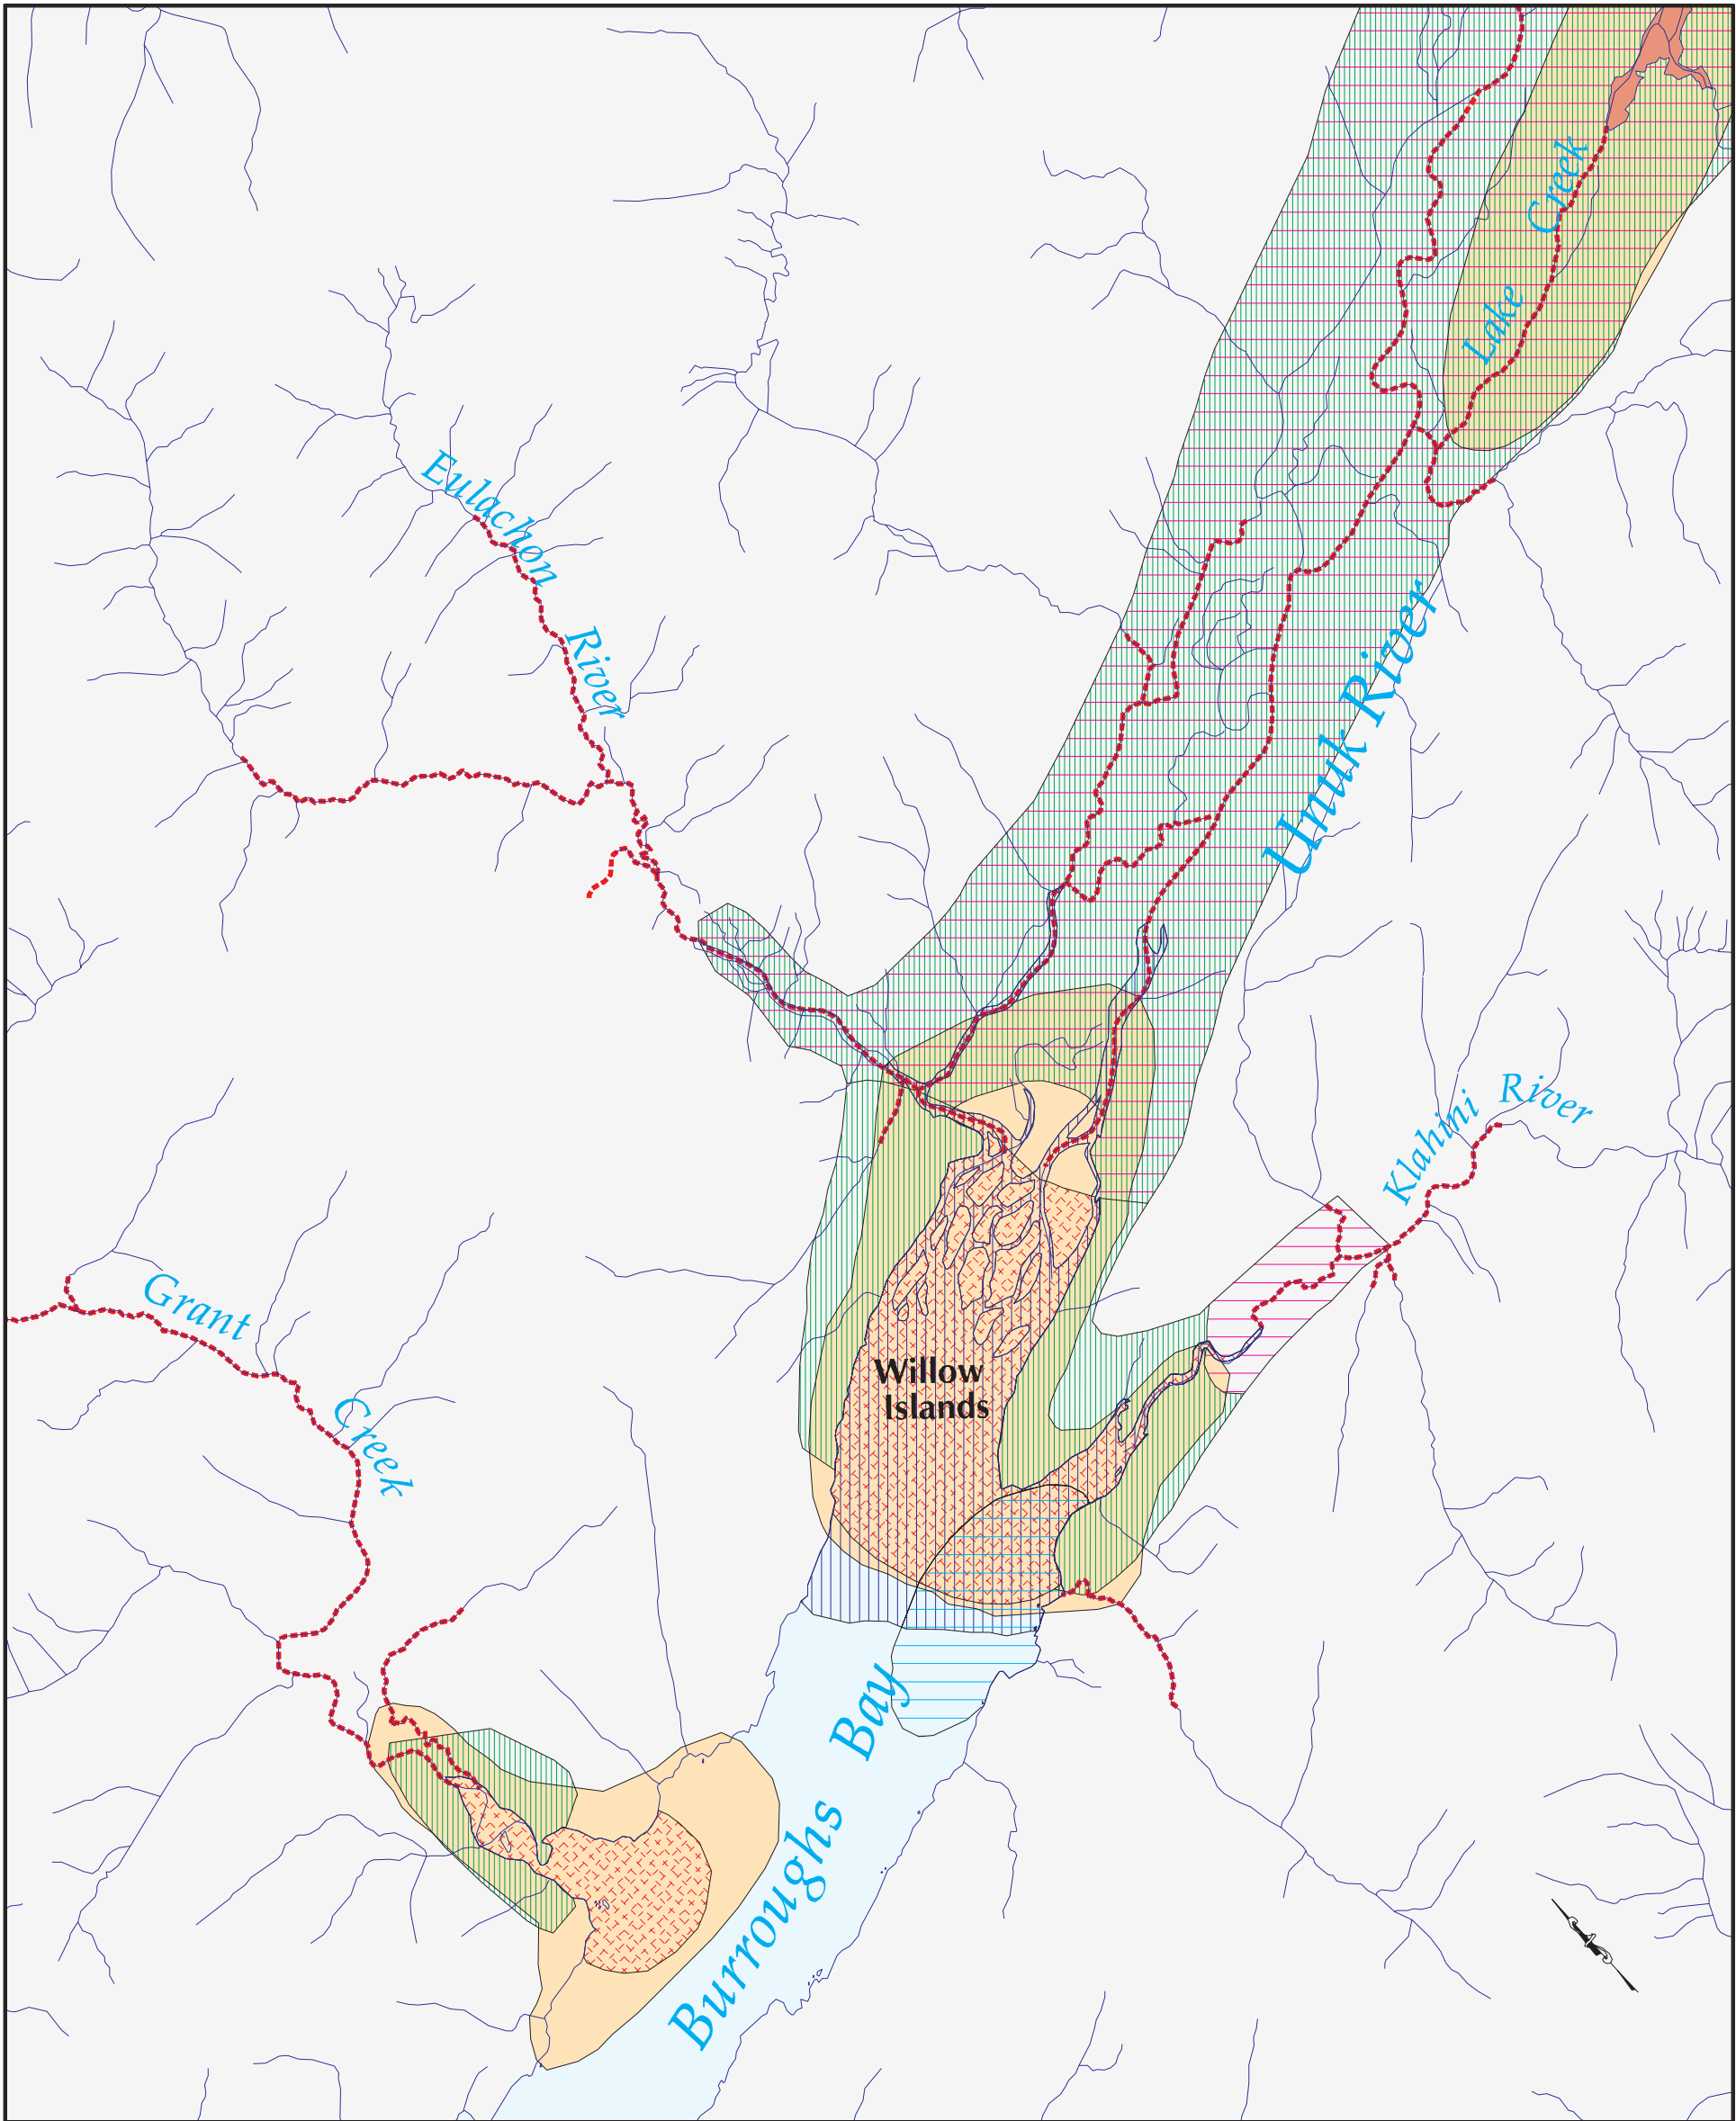 Lake Creek
Eulachon River
Unuk River
Klahini River
Grant Creek
Willow
Islands
Burroughs Bay